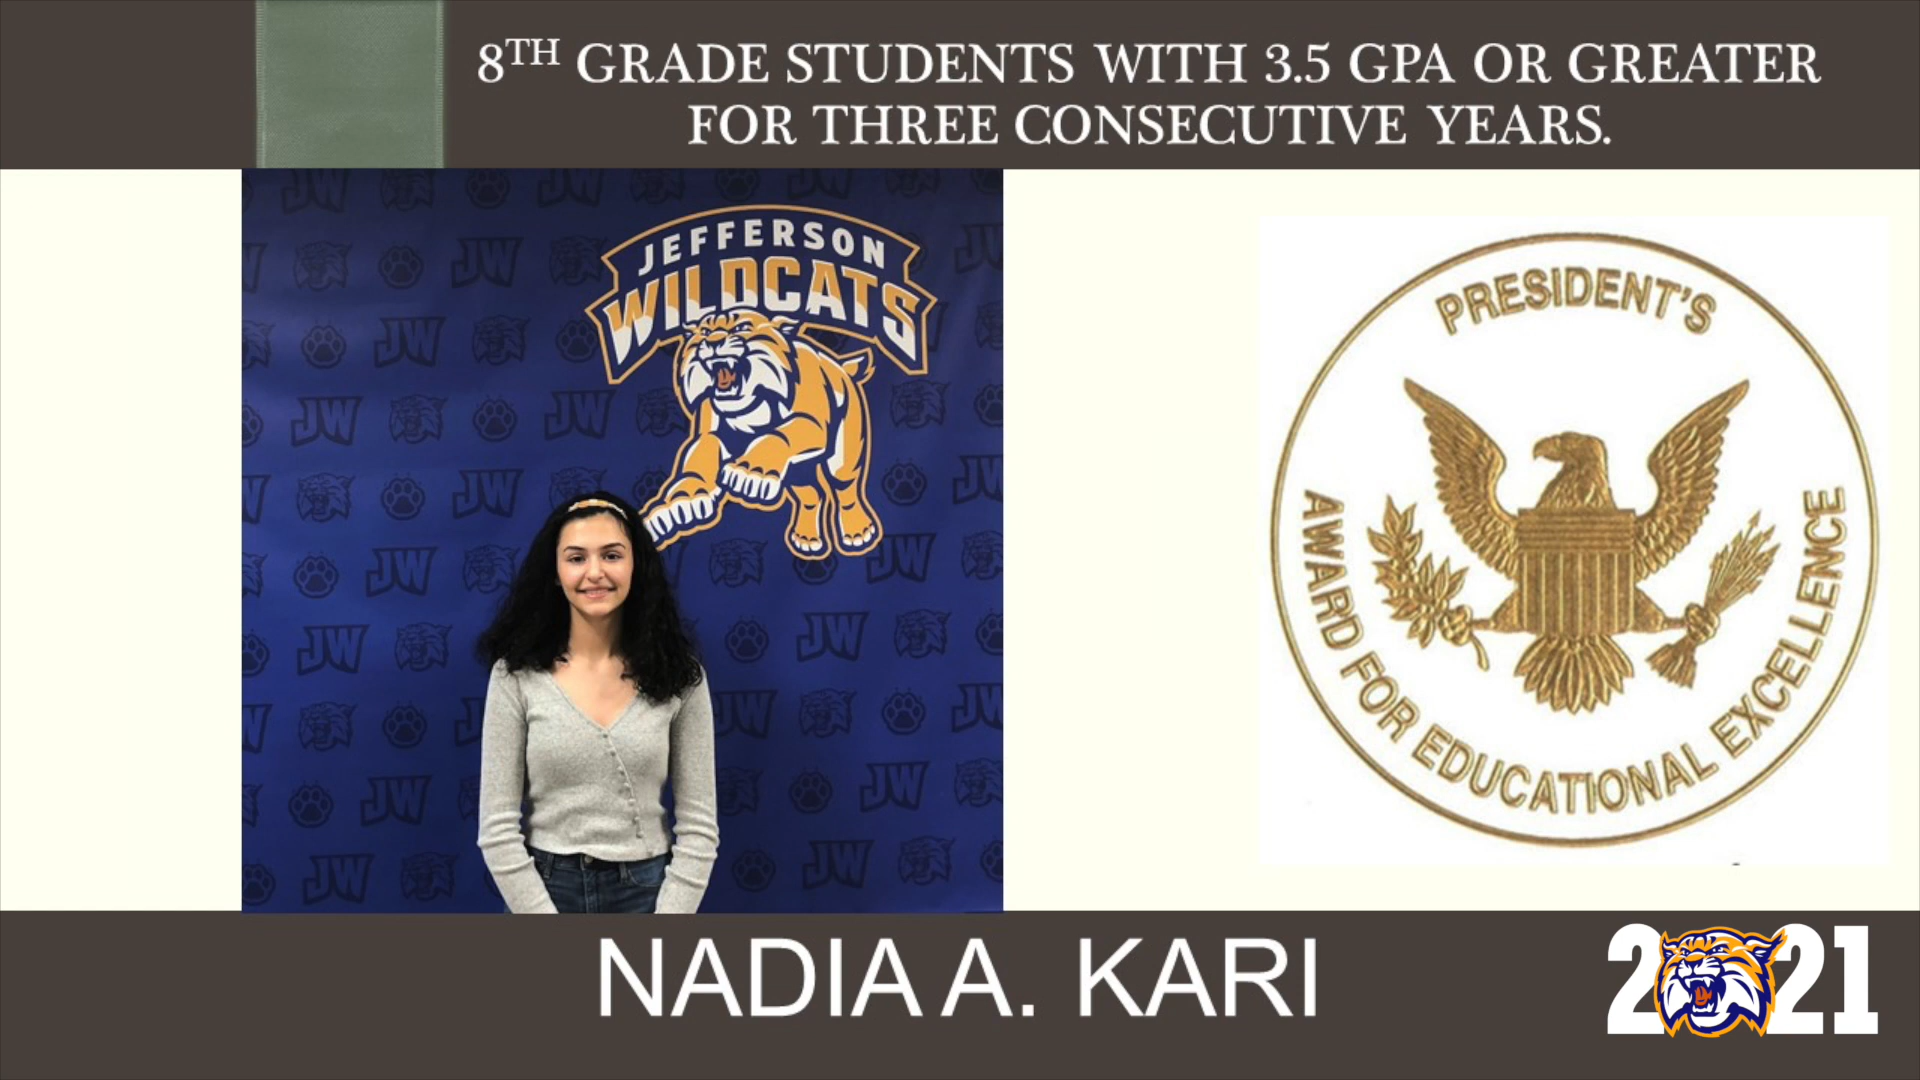 8TH GRADE STUDENTS WITH 3.5 GPA OR GREATER
FOR THREE CONSECUTIVE YEARS.
JEFFERSON
WILDCATS
JW
PRESIDENT'S
AWARD FOR EDUCATIONAL EXCELLENCE
NADIA A. KARI
2021